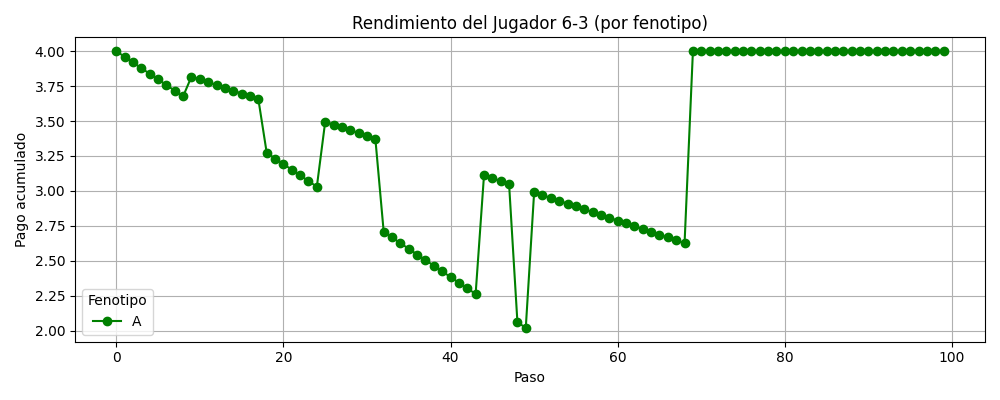 Rendimiento del Jugador 6-3 (por fenotipo)
Pago acumulado
4.00
3.75
3.50
3.25
3.00
2.75
2.50
2.25
2.00
Fenotipo
A
0 20 40 60 80 100
Paso